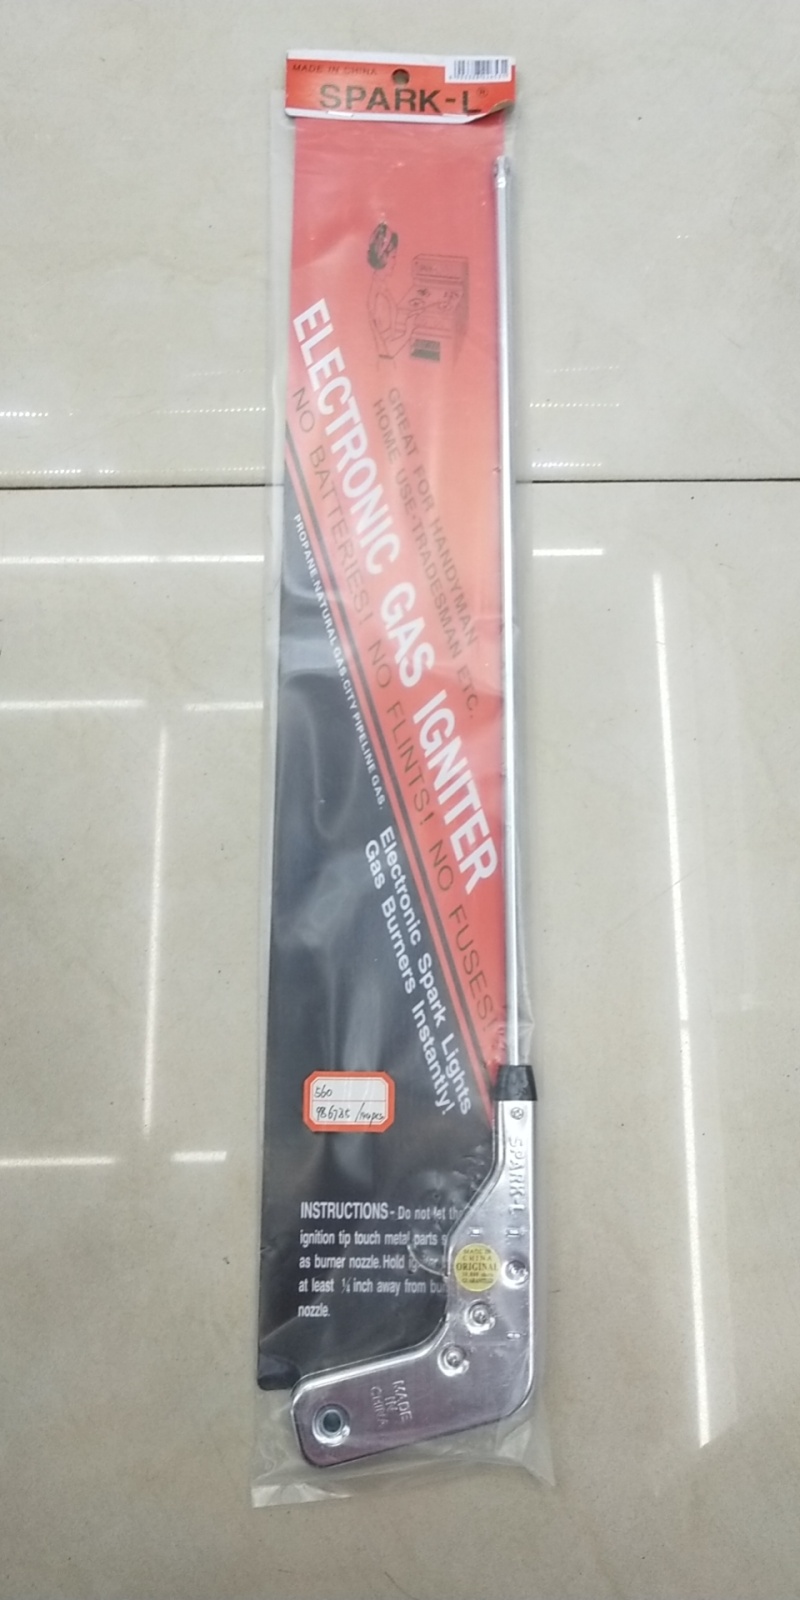 MADE IN CHINA
SPARK-L®
GREAT FOR HANDYMAN
HOME USE-TRADESMAN ETC.
ELECTRONIC GAS IGNITER
NO BATTERIES! NO FLINTS! NO FUSES!
PROPANE.NATURAL GAS.CITY PIPELINE GAS.
Electronic Spark Lights
Gas Burners Instantly!
560
SPARK-L
INSTRUCTIONS - Do not let th
ignition tip touch metal parts s
as burner nozzle. Hold ig
at least ¼ inch away from bu
nozzle.
MADE IN
CHINA
ORIGINAL
MADE
IN
CHINA